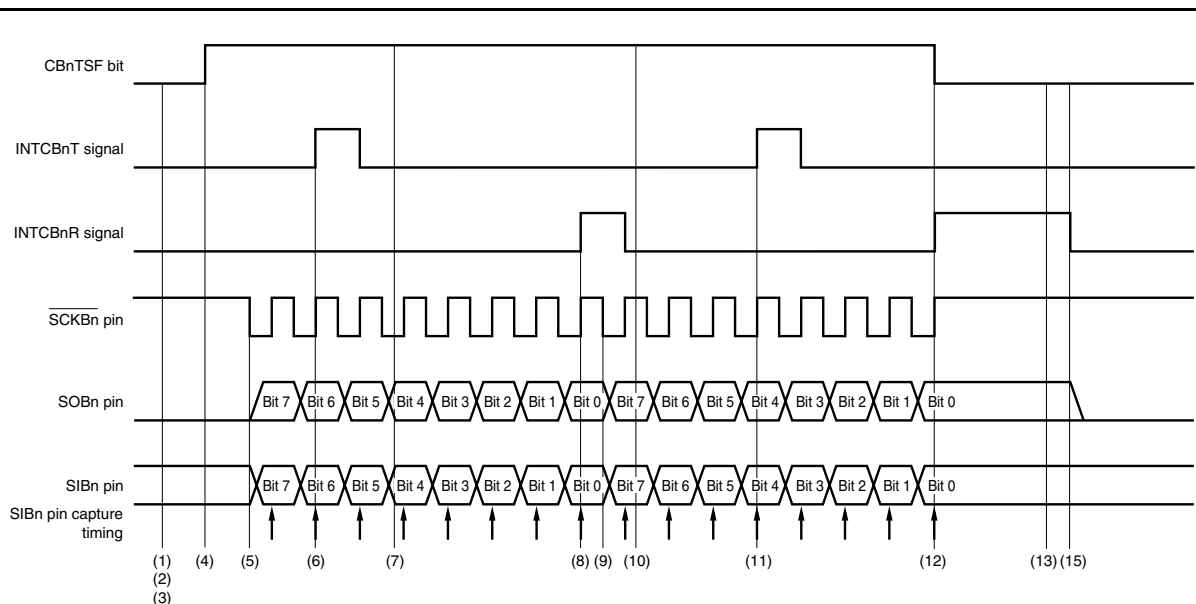 CBnTSF bit
INTCBnT signal
INTCBnR signal
SCKBn pin
SOBn pin
Bit 7 Bit 6 Bit 5 Bit 4 Bit 3 Bit 2 Bit 1 Bit 0 Bit 7 Bit 6 Bit 5 Bit 4 Bit 3 Bit 2 Bit 1 Bit 0
SIBn pin
Bit 7 Bit 6 Bit 5 Bit 4 Bit 3 Bit 2 Bit 1 Bit 0 Bit 7 Bit 6 Bit 5 Bit 4 Bit 3 Bit 2 Bit 1 Bit 0
SIBn pin capture
timing
(1) (4) (5) (6) (7) (8) (9) (10) (11) (12) (13) (15)
(2)
(3)